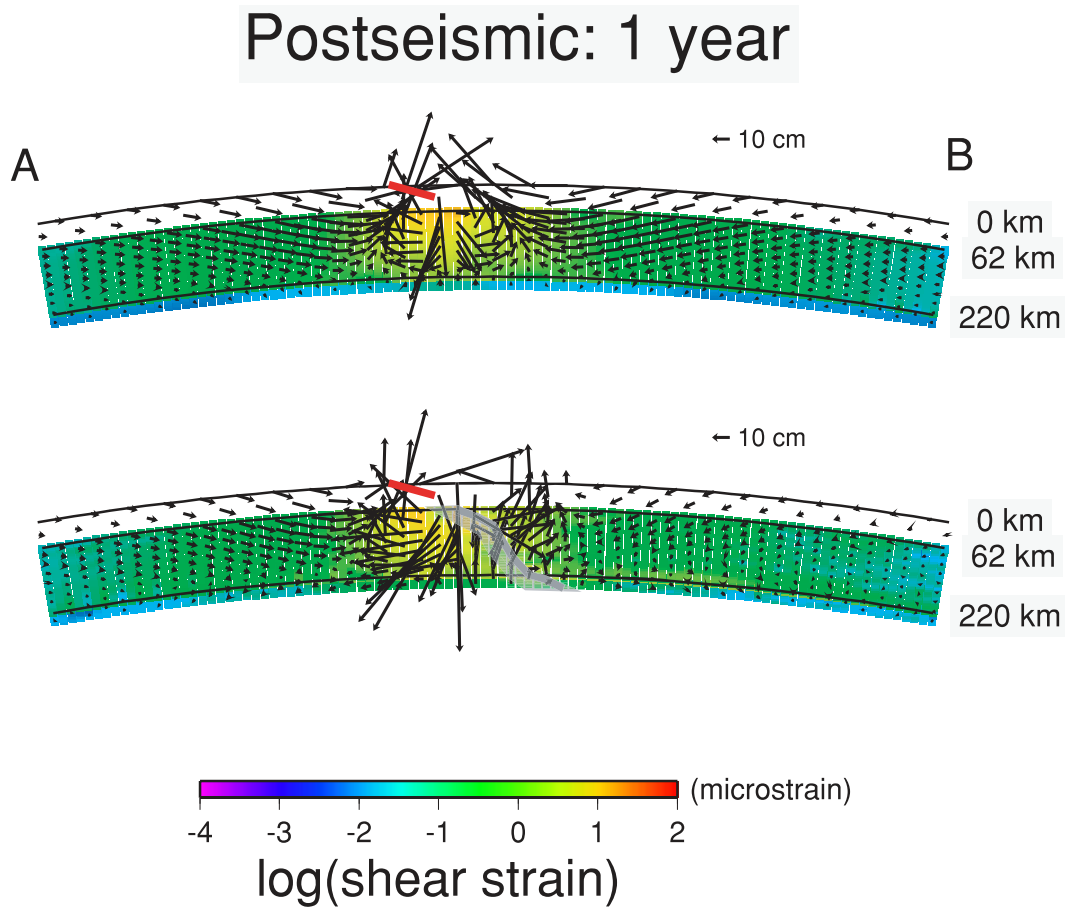 Postseismic: 1 year
A
10 cm
B
0 km
62 km
220 km
10 cm
0 km
62 km
220 km
(microstrain)
-4 -3 -2 -1 0 1 2
log(shear strain)